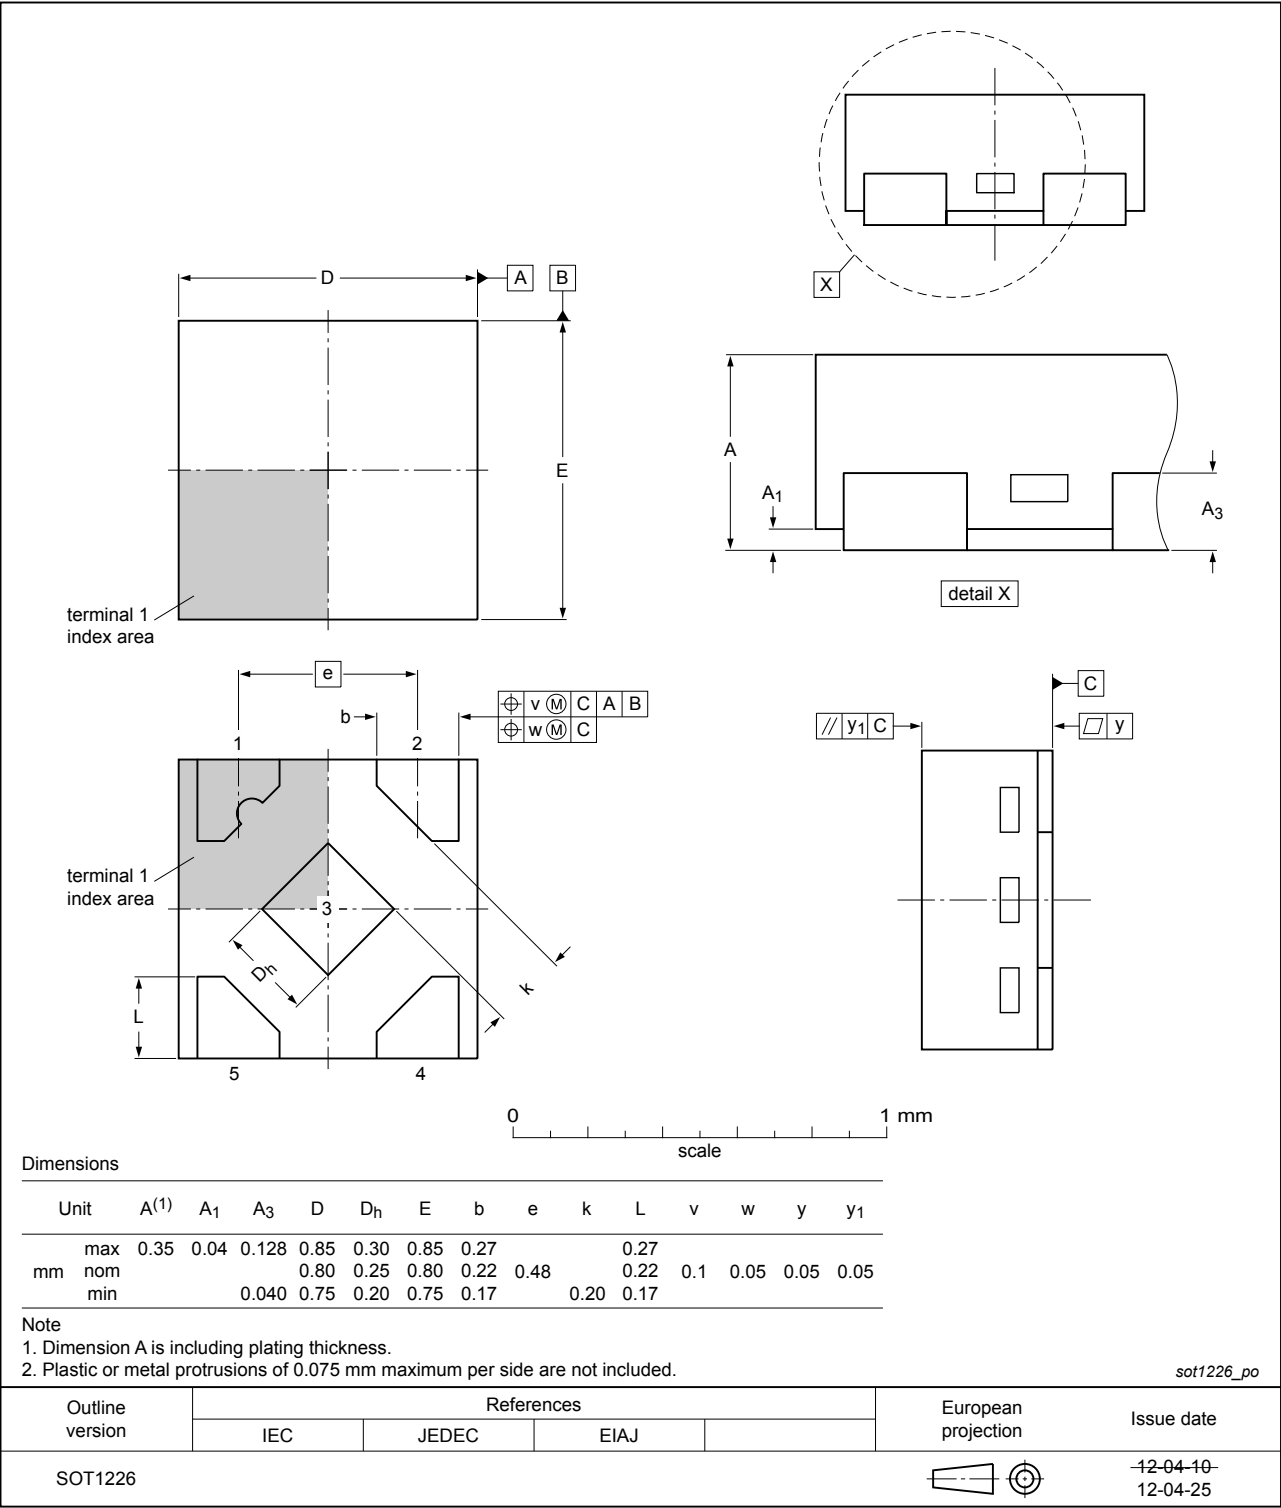 X
D
A
B
E
terminal 1
index area
A
A1
A3
detail X
e
b
v M C A B
w M C
1
2
terminal 1
index area
3
Dh
k
L
5
4
C
// y1 C
y
0
1 mm
scale
Dimensions
Unit A(1) A1 A3 D Dh E b e k L v w y y1
max 0.35 0.04 0.128 0.85 0.30 0.85 0.27 0.27
mm nom 0.80 0.25 0.80 0.22 0.48 0.22 0.1 0.05 0.05 0.05
min 0.040 0.75 0.20 0.75 0.17 0.20 0.17
Note
1. Dimension A is including plating thickness.
2. Plastic or metal protrusions of 0.075 mm maximum per side are not included.
sot1226_po
Outline
version
References
IEC JEDEC EIAJ
European
projection
Issue date
SOT1226
12-04-10
12-04-25